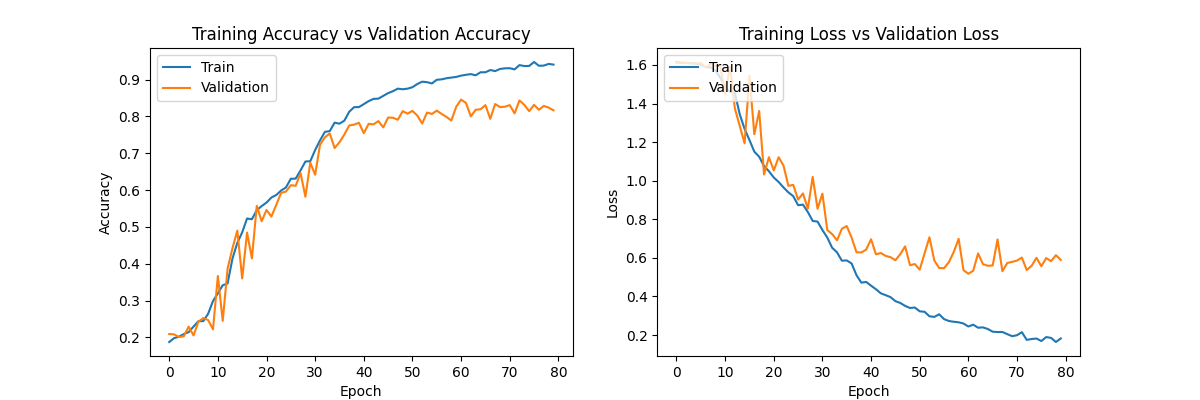 Training Accuracy vs Validation Accuracy
Train
Validation
0.9
0.8
0.7
0.6
0.5
0.4
0.3
0.2
Accuracy
0 10 20 30 40 50 60 70 80
Epoch
Training Loss vs Validation Loss
Train
Validation
1.6
1.4
1.2
1.0
0.8
0.6
0.4
0.2
Loss
0 10 20 30 40 50 60 70 80
Epoch